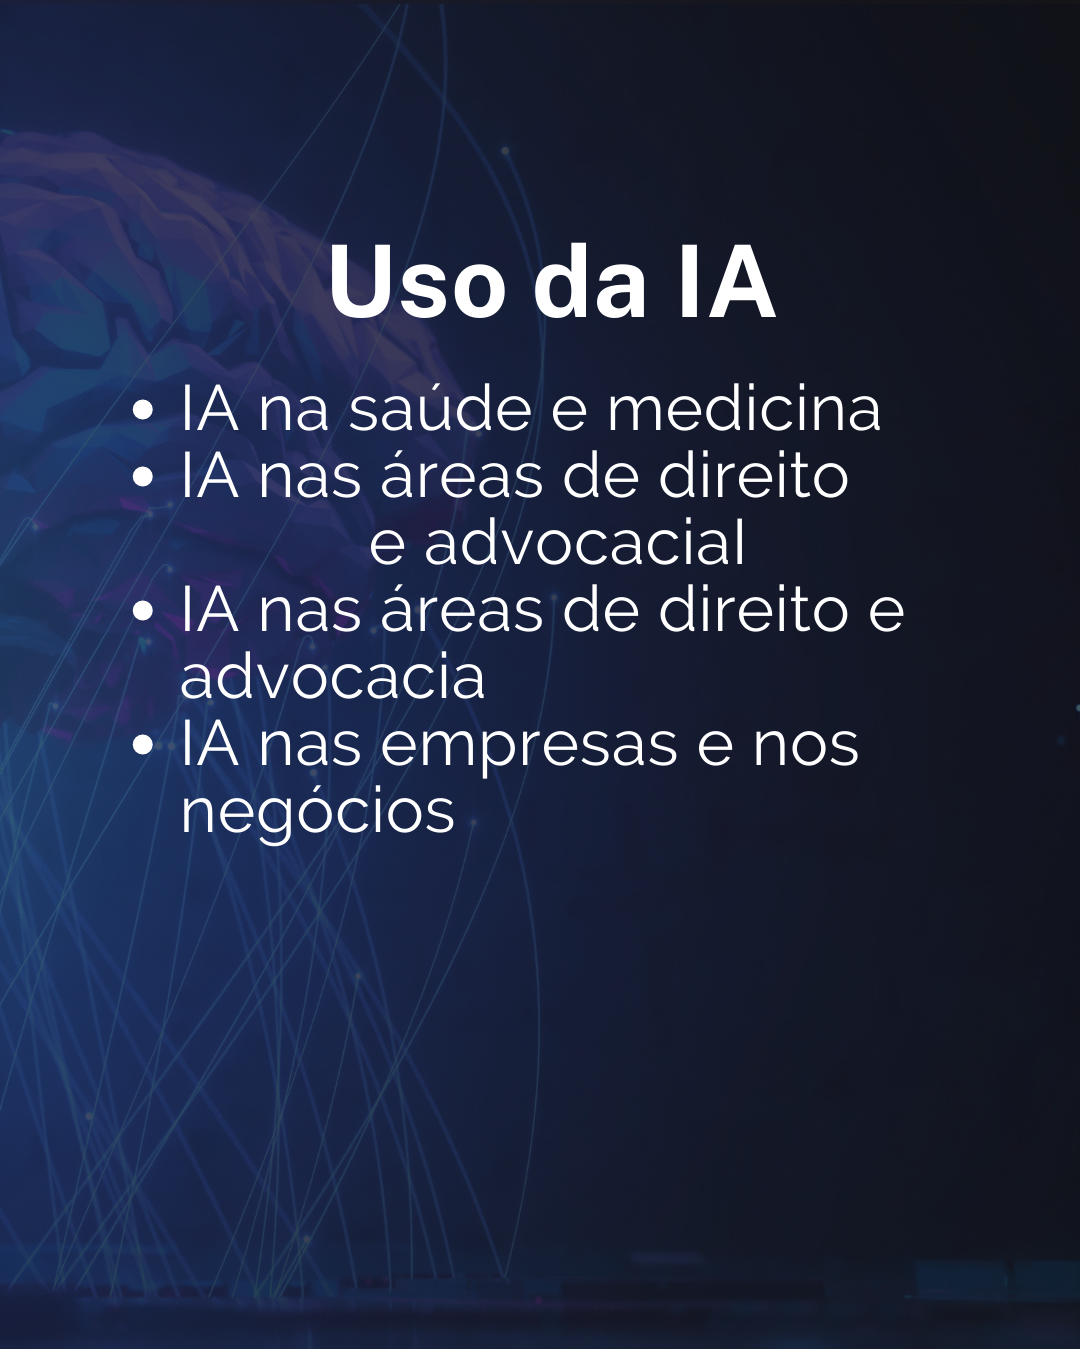 Uso da IA
• IA na saúde e medicina
• IA nas áreas de direito
e advocacial
• IA nas áreas de direito e
advocacia
• IA nas empresas e nos
negócios